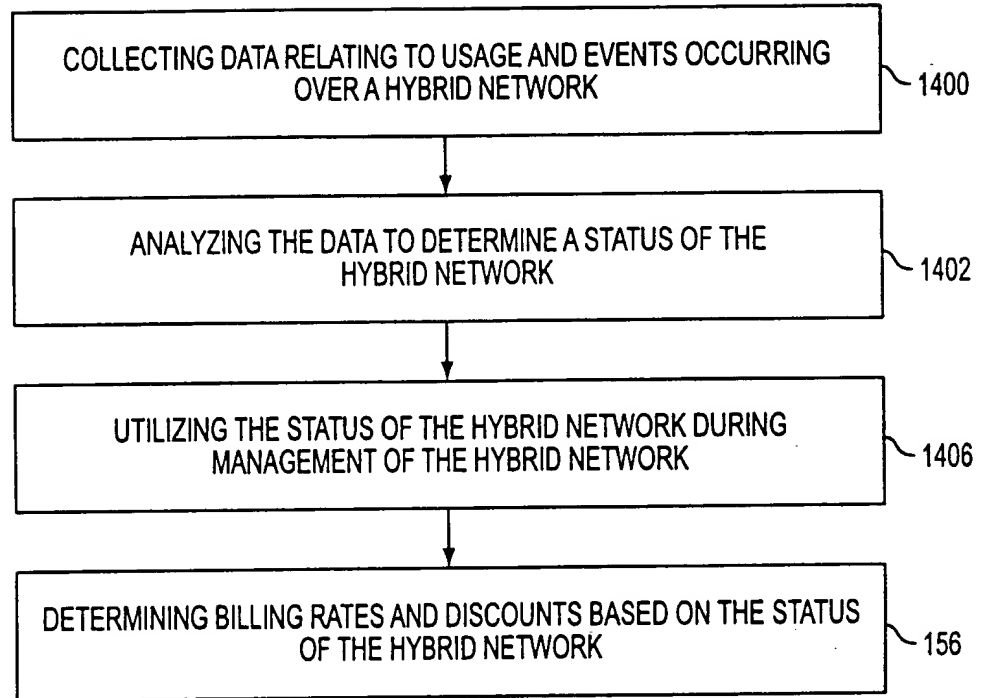 COLLECTING DATA RELATING TO USAGE AND EVENTS OCCURRING
OVER A HYBRID NETWORK
1400
ANALYZING THE DATA TO DETERMINE A STATUS OF THE
HYBRID NETWORK
1402
UTILIZING THE STATUS OF THE HYBRID NETWORK DURING
MANAGEMENT OF THE HYBRID NETWORK
1406
DETERMINING BILLING RATES AND DISCOUNTS BASED ON THE STATUS
OF THE HYBRID NETWORK
156